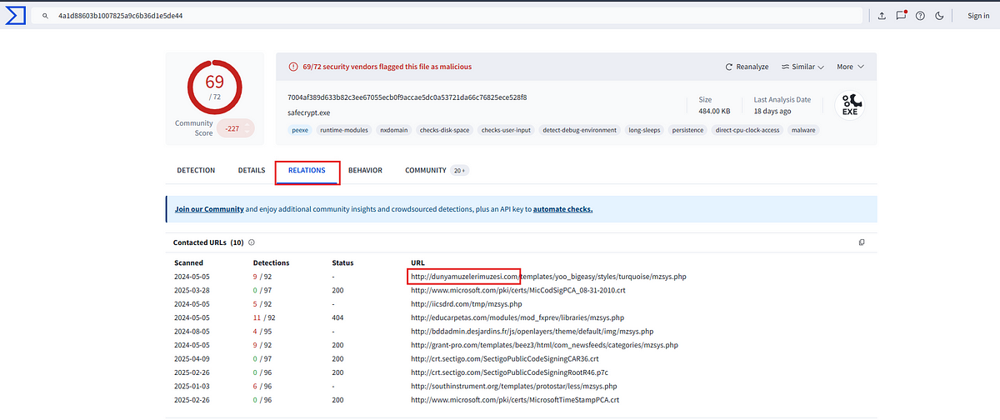 4a1d88603b1007825a9c6b36d1e5de44
Sign in
69
/ 72
Community
Score
-227
69/72 security vendors flagged this file as malicious
Reanalyze
Similar
More
7004af389d633b82c3ee67055ecb0f9accae5dc0a53721da66c76825ece528f8
safecrypt.exe
Size
484.00 KB
Last Analysis Date
18 days ago
EXE
peexe runtime-modules nxdomain checks-disk-space checks-user-input detect-debug-environment long-sleeps persistence direct-cpu-clock-access malware
DETECTION DETAILS RELATIONS BEHAVIOR COMMUNITY 20+
Join our Community and enjoy additional community insights and crowdsourced detections, plus an API key to automate checks.
Contacted URLs (10)
Scanned Detections Status URL
2024-05-05 9 / 92 - http://dunyamuzelerimuzesi.com/templates/yoo_bigeasy/styles/turquoise/mzsys.php
2025-03-28 0 / 97 200 http://www.microsoft.com/pki/certs/MicCodSigPCA_08-31-2010.crt
2024-05-05 5 / 92 - http://iicsdrd.com/tmp/mzsys.php
2024-05-05 11 / 92 404 http://educarpetas.com/modules/mod_fxprev/libraries/mzsys.php
2024-08-05 4 / 95 - http://bddadmin.desjardins.fr/js/openlayers/theme/default/img/mzsys.php
2024-05-05 9 / 92 200 http://grant-pro.com/templates/beez3/html/com_newsfeeds/categories/mzsys.php
2025-04-09 0 / 97 200 http://crt.sectigo.com/SectigoPublicCodeSigningCAR36.crt
2025-02-26 0 / 96 200 http://crt.sectigo.com/SectigoPublicCodeSigningRootR46.p7c
2025-01-03 6 / 96 - http://southinstrument.org/templates/protostar/less/mzsys.php
2025-02-26 0 / 96 200 http://www.microsoft.com/pki/certs/MicrosoftTimeStampPCA.crt